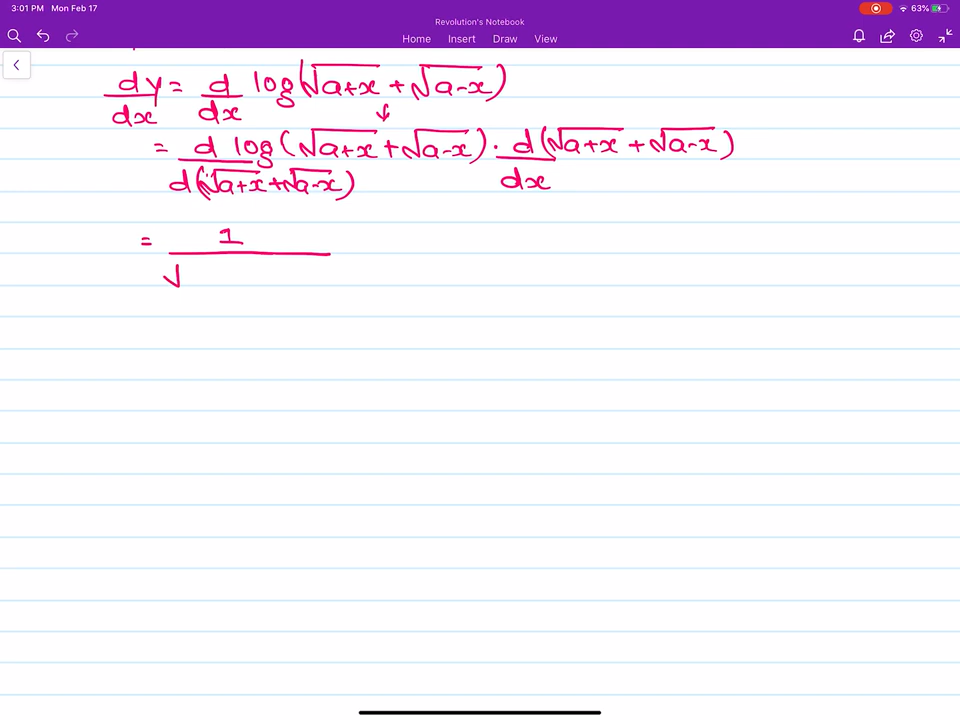 3:01 PM Mon Feb 17 63%
Revolution's Notebook
Home Insert Draw View
dy/dx = d/dx log(√a+x + √a-x)
↓
= d log(√a+x + √a-x)/d(√a+x + √a-x) · d(√a+x + √a-x)/dx
= 1/√